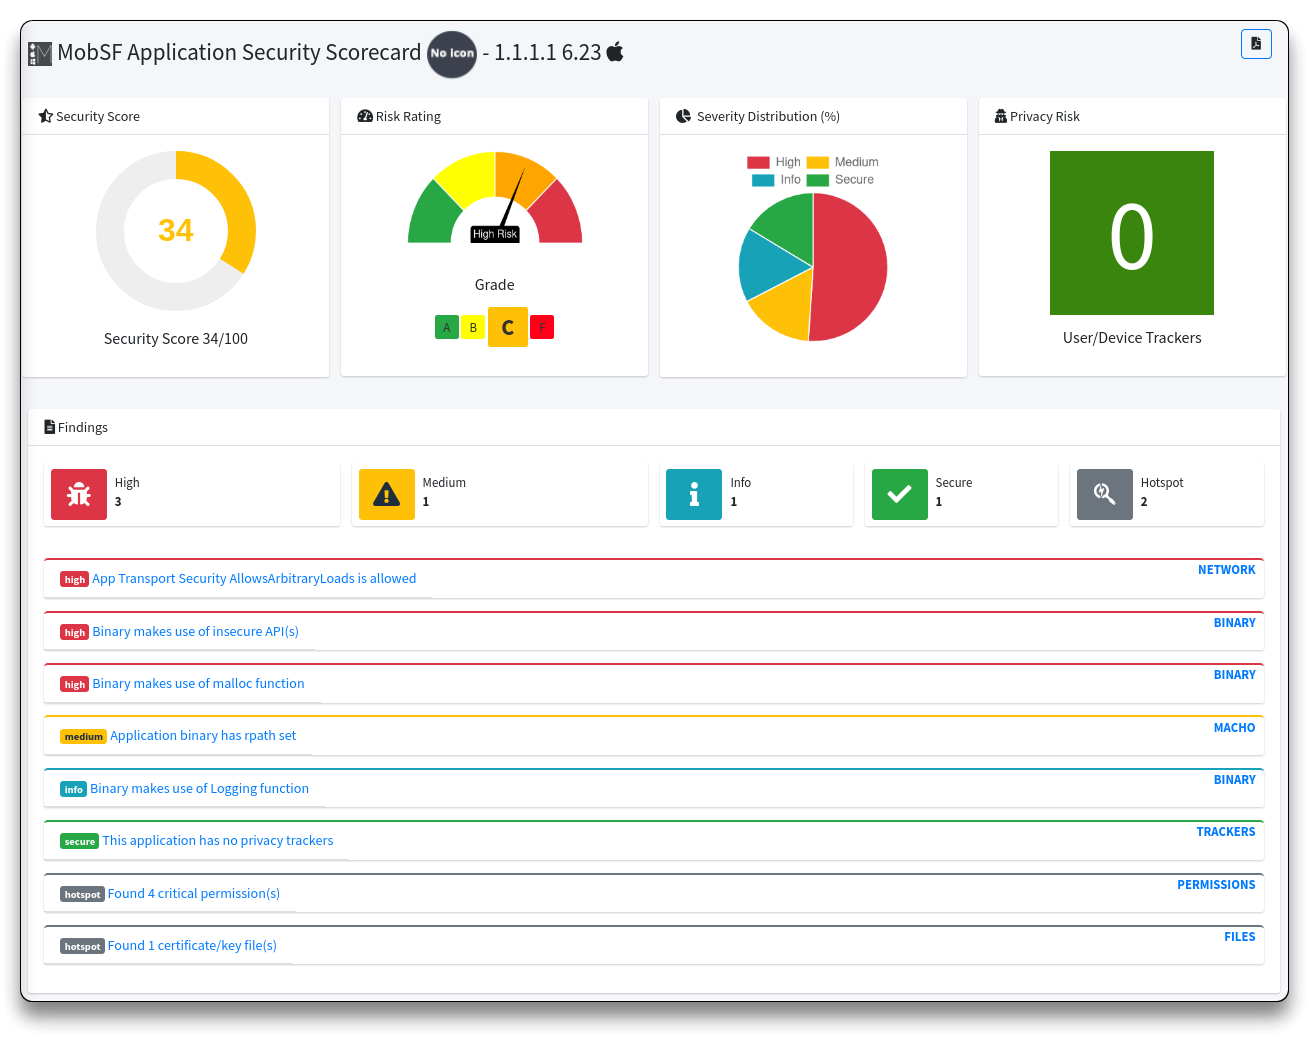 MobSF Application Security Scorecard No icon - 1.1.1.1 6.23
Security Score
34
Security Score 34/100
Risk Rating
High Risk
Grade
A B C F
Severity Distribution (%)
High Medium
Info Secure
Privacy Risk
0
User/Device Trackers
Findings
High
3
Medium
1
Info
1
Secure
1
Hotspot
2
high App Transport Security AllowsArbitraryLoads is allowed NETWORK
high Binary makes use of insecure API(s) BINARY
high Binary makes use of malloc function BINARY
medium Application binary has rpath set MACHO
info Binary makes use of Logging function BINARY
secure This application has no privacy trackers TRACKERS
hotspot Found 4 critical permission(s) PERMISSIONS
hotspot Found 1 certificate/key file(s) FILES